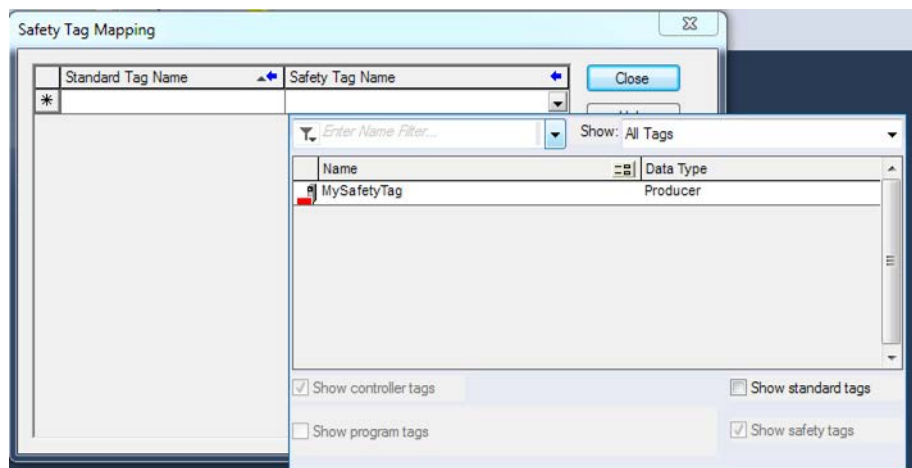 Safety Tag Mapping
Standard Tag Name Safety Tag Name Close
Enter Name Filter... Show: All Tags
Name Data Type
MySafetyTag Producer
Show controller tags Show standard tags
Show program tags Show safety tags